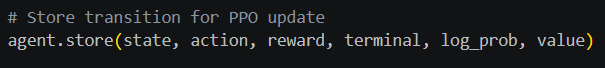 # Store transition for PPO update
agent.store(state, action, reward, terminal, log_prob, value)